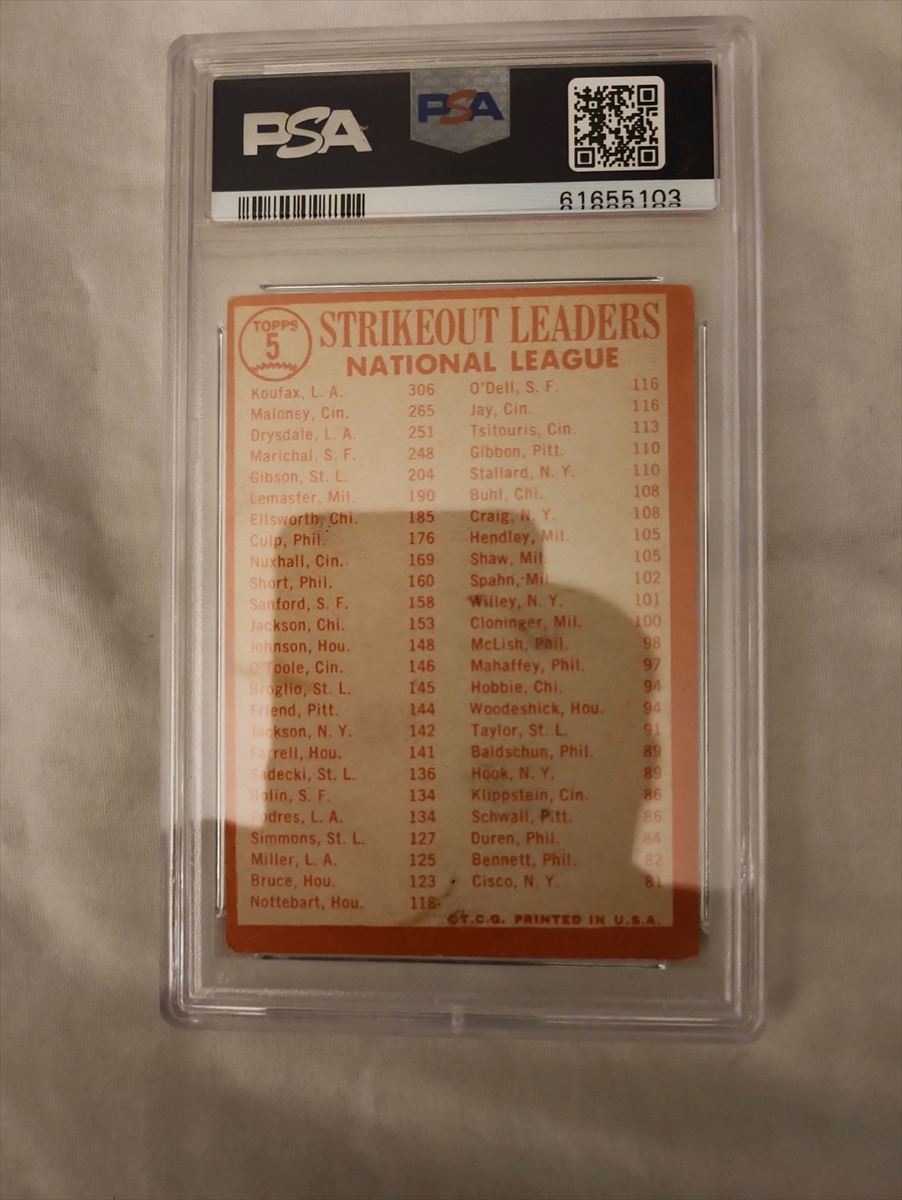 PSA
PSA
61655103
TOPPS
5
STRIKEOUT LEADERS
NATIONAL LEAGUE
Koufax, L. A. 306
Maloney, Cin. 265
Drysdale, L. A. 251
Marichal, S. F. 248
Gibson, St. L. 204
Lemaster, Mil. 190
Ellsworth, Chi. 185
Culp, Phil. 176
Nuxhall, Cin. 169
Short, Phil. 160
Sanford, S. F. 158
Jackson, Chi. 153
Johnson, Hou. 148
O'Toole, Cin. 146
Broglio, St. L. 145
Friend, Pitt. 144
Jackson, N. Y. 142
Farrell, Hou. 141
Sadecki, St. L. 136
Bolin, S. F. 134
Podres, L. A. 134
Simmons, St. L. 127
Miller, L. A. 125
Bruce, Hou. 123
Nottebart, Hou. 118
O'Dell, S. F. 116
Jay, Cin. 116
Tsitouris, Cin. 113
Gibbon, Pitt. 110
Stallard, N. Y. 110
Buhl, Chi. 108
Craig, N. Y. 108
Hendley, Mil. 105
Shaw, Mil. 105
Spahn, Mil. 102
Willey, N. Y. 101
Cloninger, Mil. 100
McLish, Phil. 98
Mahaffey, Phil. 97
Hobbie, Chi. 94
Woodeshick, Hou. 94
Taylor, St. L. 91
Baldschun, Phil. 89
Hook, N. Y. 89
Klippstein, Cin. 86
Schwall, Pitt. 86
Duren, Phil. 84
Bennett, Phil. 82
Cisco, N. Y. 81
©T.C.G. PRINTED IN U.S.A.